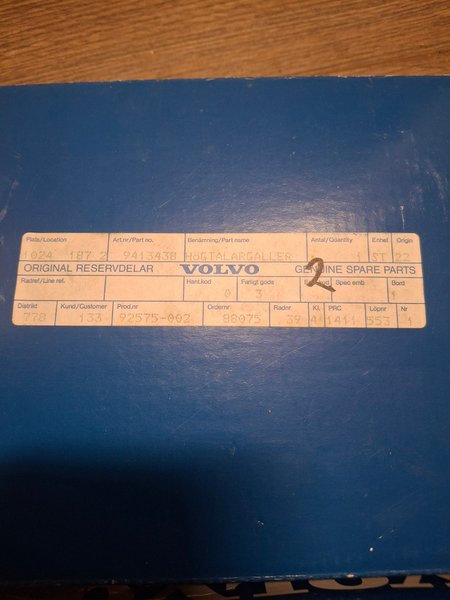 Plats/Location Art.nr/Part no. Benämning/Part name Antal/Quantity Enhet Origin
1024 187 2 9413438 HÖGTALARGALLER 1 ST 22
ORIGINAL RESERVDELAR VOLVO GENUINE SPARE PARTS
Radref/Line ref. Hant.kod Farligt gods Spec emb Bord
0 3 2 1
Distrikt Kund/Customer Prod.nr Ordernr Radnr Kl. PRC Löpnr Nr
778 133 92575-002 88075 39 1411 553 1